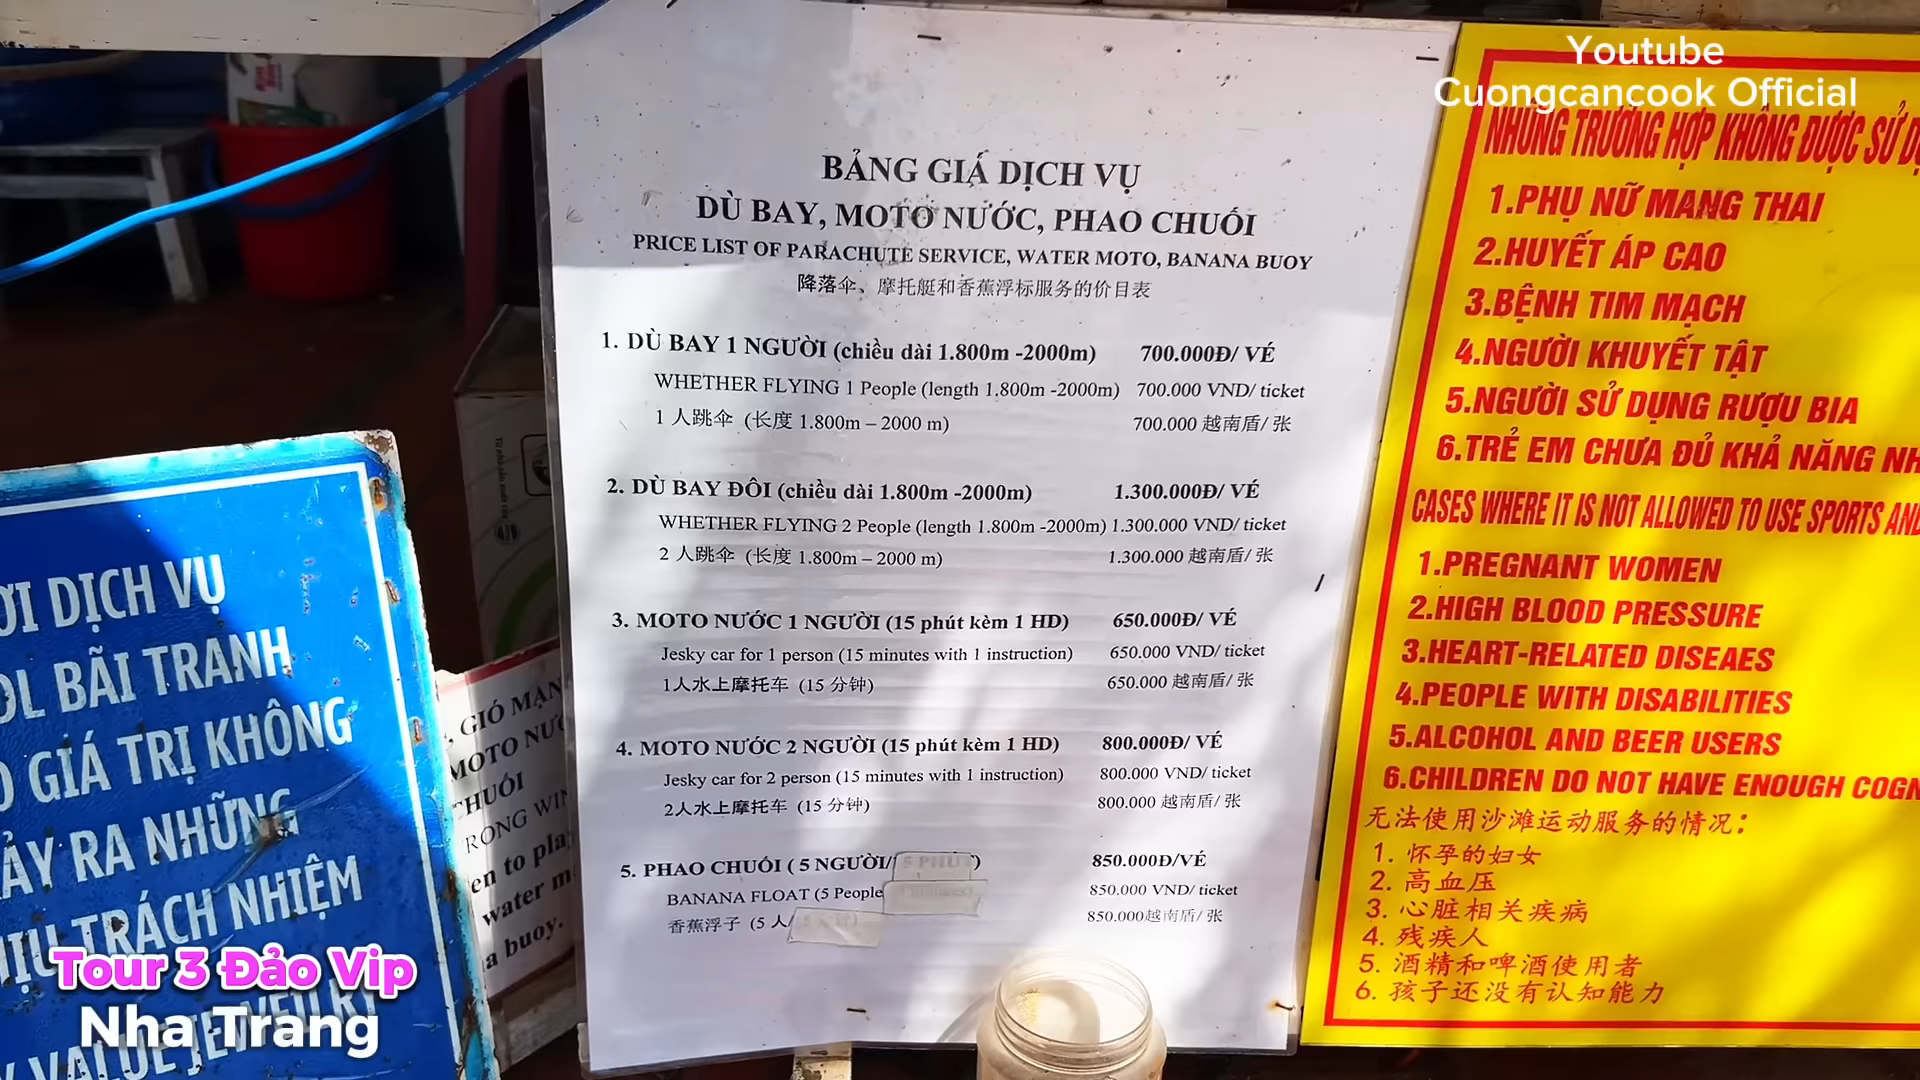 Youtube
Cuongcancook Official
BẢNG GIÁ DỊCH VỤ
DÙ BAY, MOTO NƯỚC, PHAO CHUỐI
PRICE LIST OF PARACHUTE SERVICE, WATER MOTO, BANANA BUOY
降落伞、摩托艇和香蕉浮标服务的价目表
1. DÙ BAY 1 NGƯỜI (chiều dài 1.800m -2000m) 700.000Đ/ VÉ
WHETHER FLYING 1 People (length 1.800m -2000m) 700.000 VND/ ticket
1 人跳伞 (长度 1.800m – 2000 m) 700.000 越南盾/ 张
2. DÙ BAY ĐÔI (chiều dài 1.800m -2000m) 1.300.000Đ/ VÉ
WHETHER FLYING 2 People (length 1.800m -2000m) 1.300.000 VND/ ticket
2 人跳伞 (长度 1.800m – 2000 m) 1.300.000 越南盾/ 张
3. MOTO NƯỚC 1 NGƯỜI (15 phút kèm 1 HD) 650.000Đ/ VÉ
Jesky car for 1 person (15 minutes with 1 instruction) 650.000 VND/ ticket
1人水上摩托车 (15 分钟) 650.000 越南盾/ 张
4. MOTO NƯỚC 2 NGƯỜI (15 phút kèm 1 HD) 800.000Đ/ VÉ
Jesky car for 2 person (15 minutes with 1 instruction) 800.000 VND/ ticket
2人水上摩托车 (15 分钟) 800.000 越南盾/ 张
5. PHAO CHUỐI ( 5 NGƯỜI/ 5 PHÚT) 850.000Đ/VÉ
BANANA FLOAT (5 People 850.000 VND/ ticket
香蕉浮子 (5 人/ 850.000越南盾/ 张
NHỮNG TRƯỜNG HỢP KHÔNG ĐƯỢC SỬ
1.PHỤ NỮ MANG THAI
2.HUYẾT ÁP CAO
3.BỆNH TIM MẠCH
4.NGƯỜI KHUYẾT TẬT
5.NGƯỜI SỬ DỤNG RƯỢU BIA
6.TRẺ EM CHƯA ĐỦ KHẢ NĂNG NH
CASES WHERE IT IS NOT ALLOWED TO USE SPORTS AND
1.PREGNANT WOMEN
2.HIGH BLOOD PRESSURE
3.HEART-RELATED DISEAES
4.PEOPLE WITH DISABILITIES
5.ALCOHOL AND BEER USERS
6.CHILDREN DO NOT HAVE ENOUGH COGN
无法使用沙滩运动服务的情况：
1. 怀孕的妇女
2. 高血压
3. 心脏相关疾病
4. 残疾人
5. 酒精和啤酒使用者
6. 孩子还没有认知能力
ỜI DỊCH VỤ
OL BÃI TRANH
GIÁ TRỊ KHÔNG
ẢY RA NHỮNG
TRÁCH NHIỆM
VALUE JEWELRY
, GIÓ MẠN
MOTO NƯỚ
CHUỐI
RONG WIN
en to pla
water m
a buoy.
Tour 3 Đảo Vip
Nha Trang